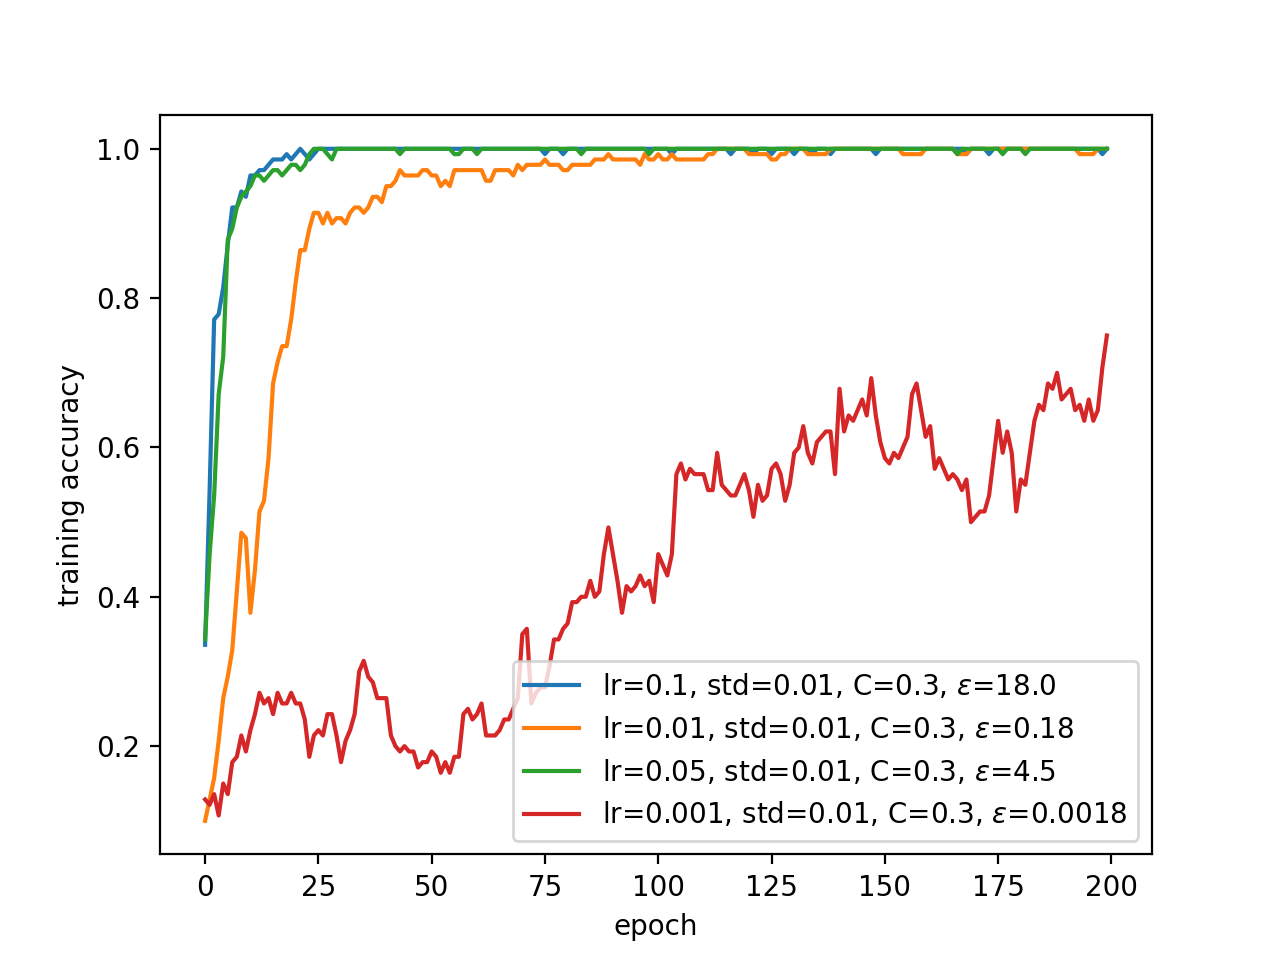 1.0
0.8
0.6
0.4
0.2
training accuracy
lr=0.1, std=0.01, C=0.3, ε=18.0
lr=0.01, std=0.01, C=0.3, ε=0.18
lr=0.05, std=0.01, C=0.3, ε=4.5
lr=0.001, std=0.01, C=0.3, ε=0.0018
0 25 50 75 100 125 150 175 200
epoch